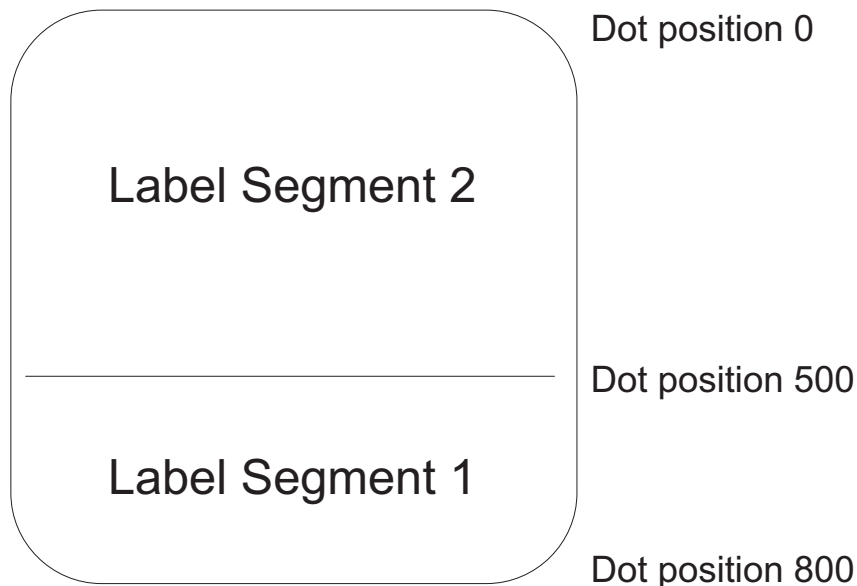 Dot position 0
Label Segment 2
Dot position 500
Label Segment 1
Dot position 800